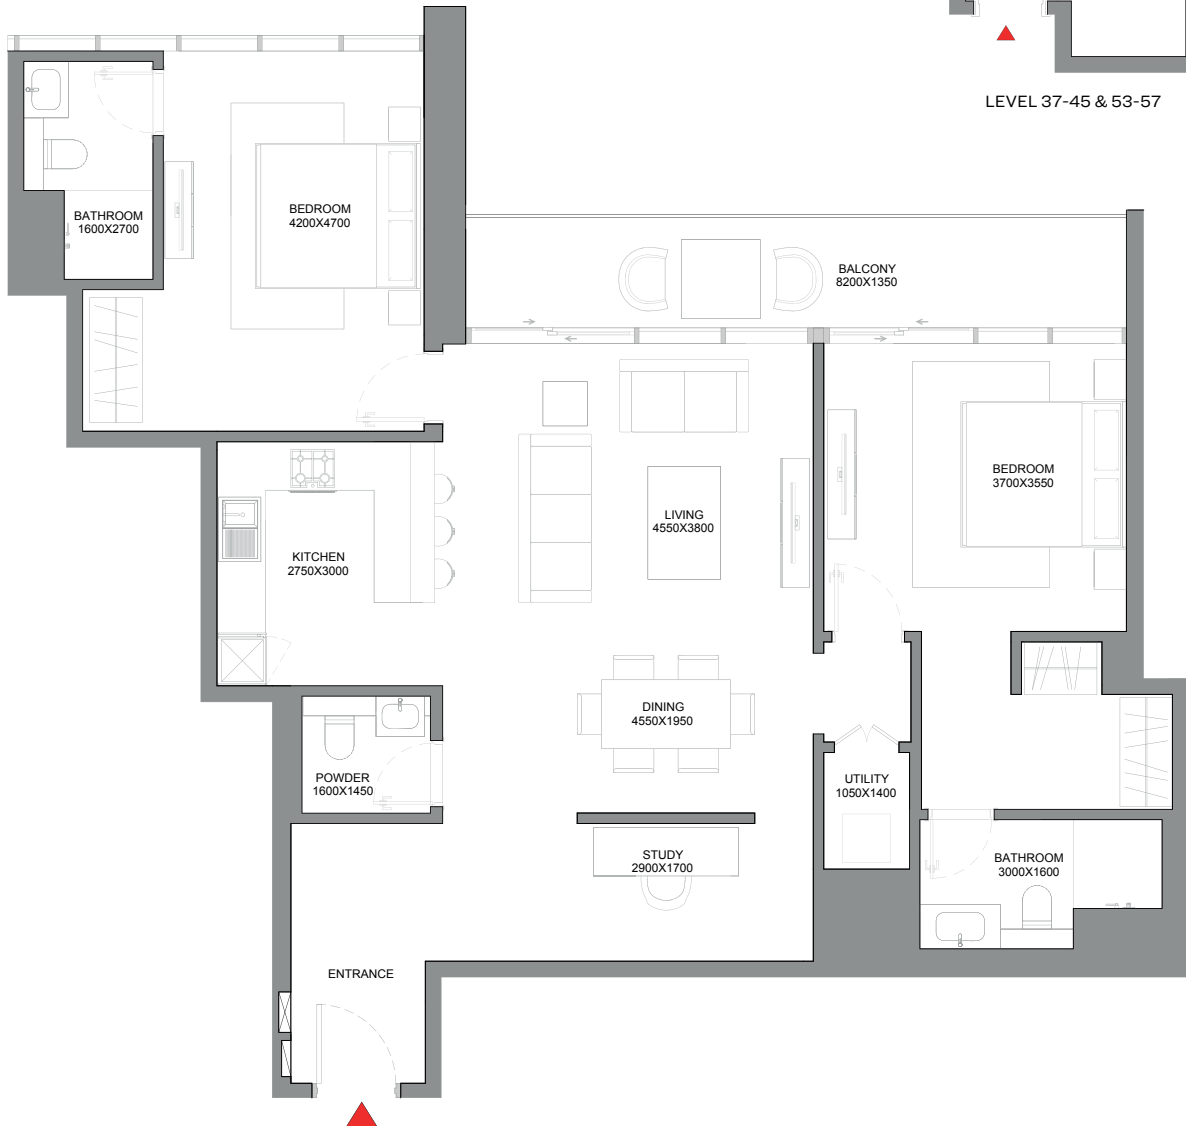 LEVEL 37-45 & 53-57
BATHROOM
1600X2700
BEDROOM
4200X4700
BALCONY
8200X1350
BEDROOM
3700X3550
LIVING
4550X3800
KITCHEN
2750X3000
DINING
4550X1950
POWDER
1600X1450
UTILITY
1050X1400
STUDY
2900X1700
BATHROOM
3000X1600
ENTRANCE